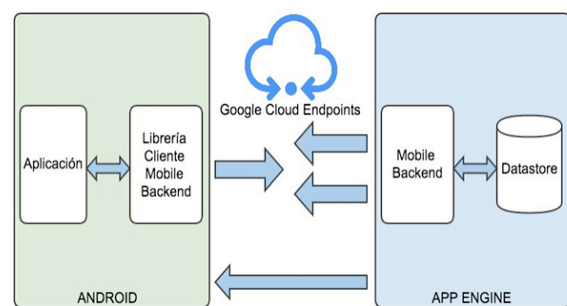 Google Cloud Endpoints
Aplicación
Librería
Cliente
Mobile
Backend
Mobile
Backend
Datastore
ANDROID
APP ENGINE